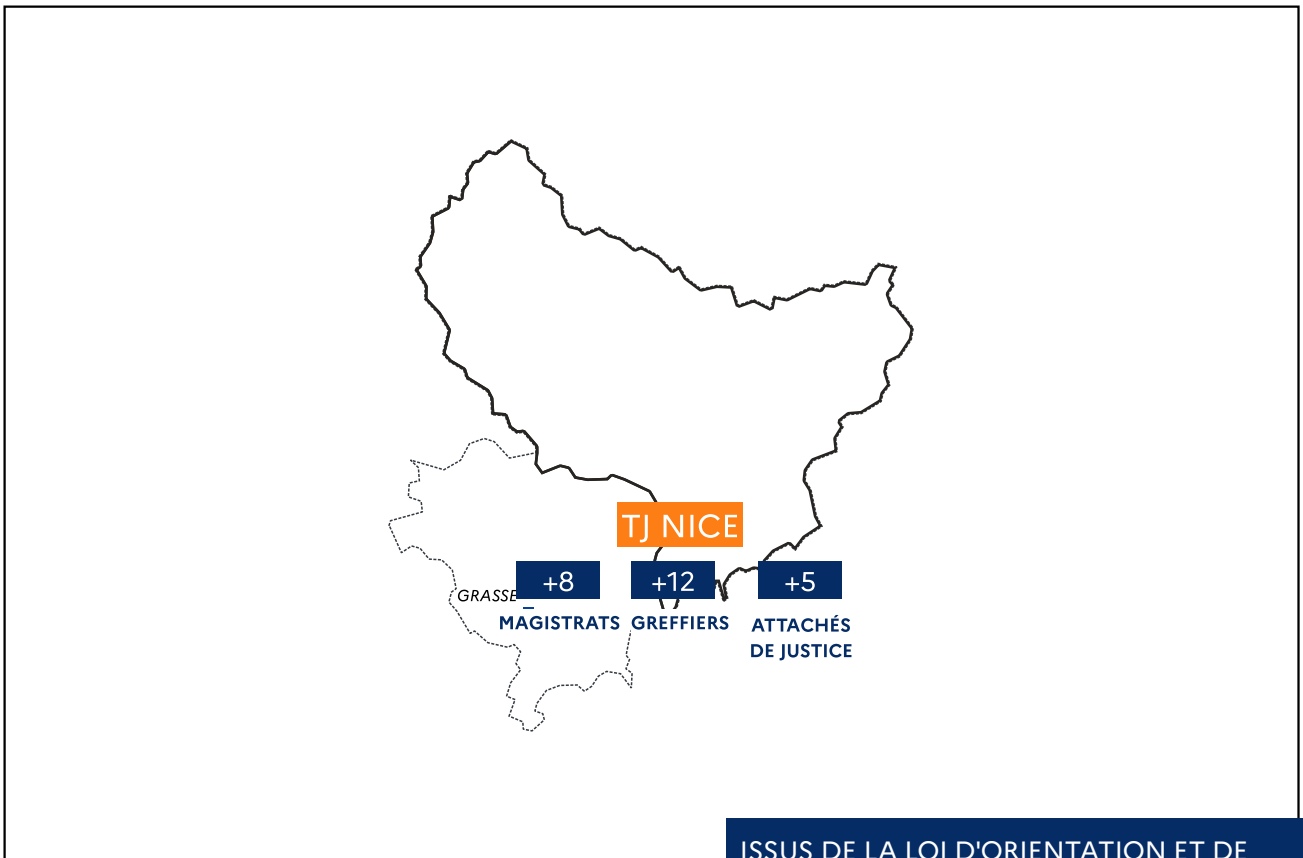 TJ NICE
+8 +12 +5
GRASSE
MAGISTRATS GREFFIERS ATTACHÉS
DE JUSTICE
ISSUS DE LA LOI D'ORIENTATION ET DE